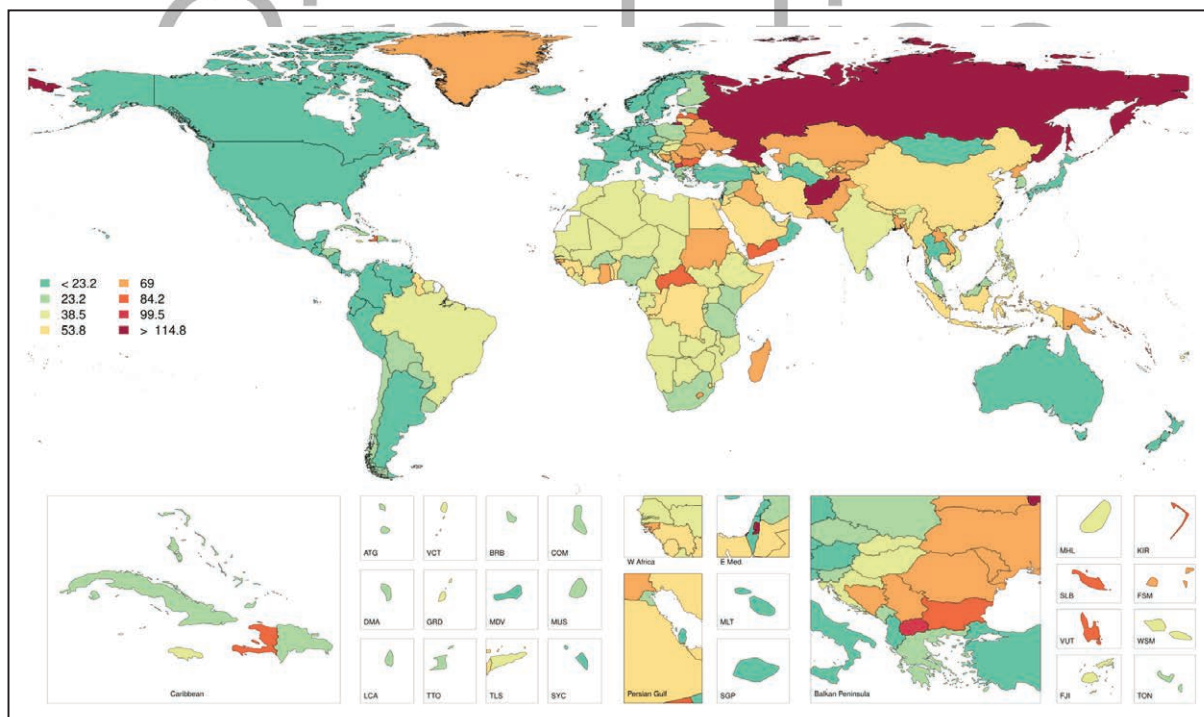 Circulation
< 23.2
23.2
38.5
53.8
69
84.2
99.5
> 114.8
Caribbean
ATG
VCT
BRB
COM
DMA
GRD
MDV
MUS
LCA
TTO
TLS
SYC
W Africa
E Med.
Persian Gulf
MLT
SGP
Balkan Peninsula
MHL
KIR
SLB
FSM
VUT
WSM
FJI
TON